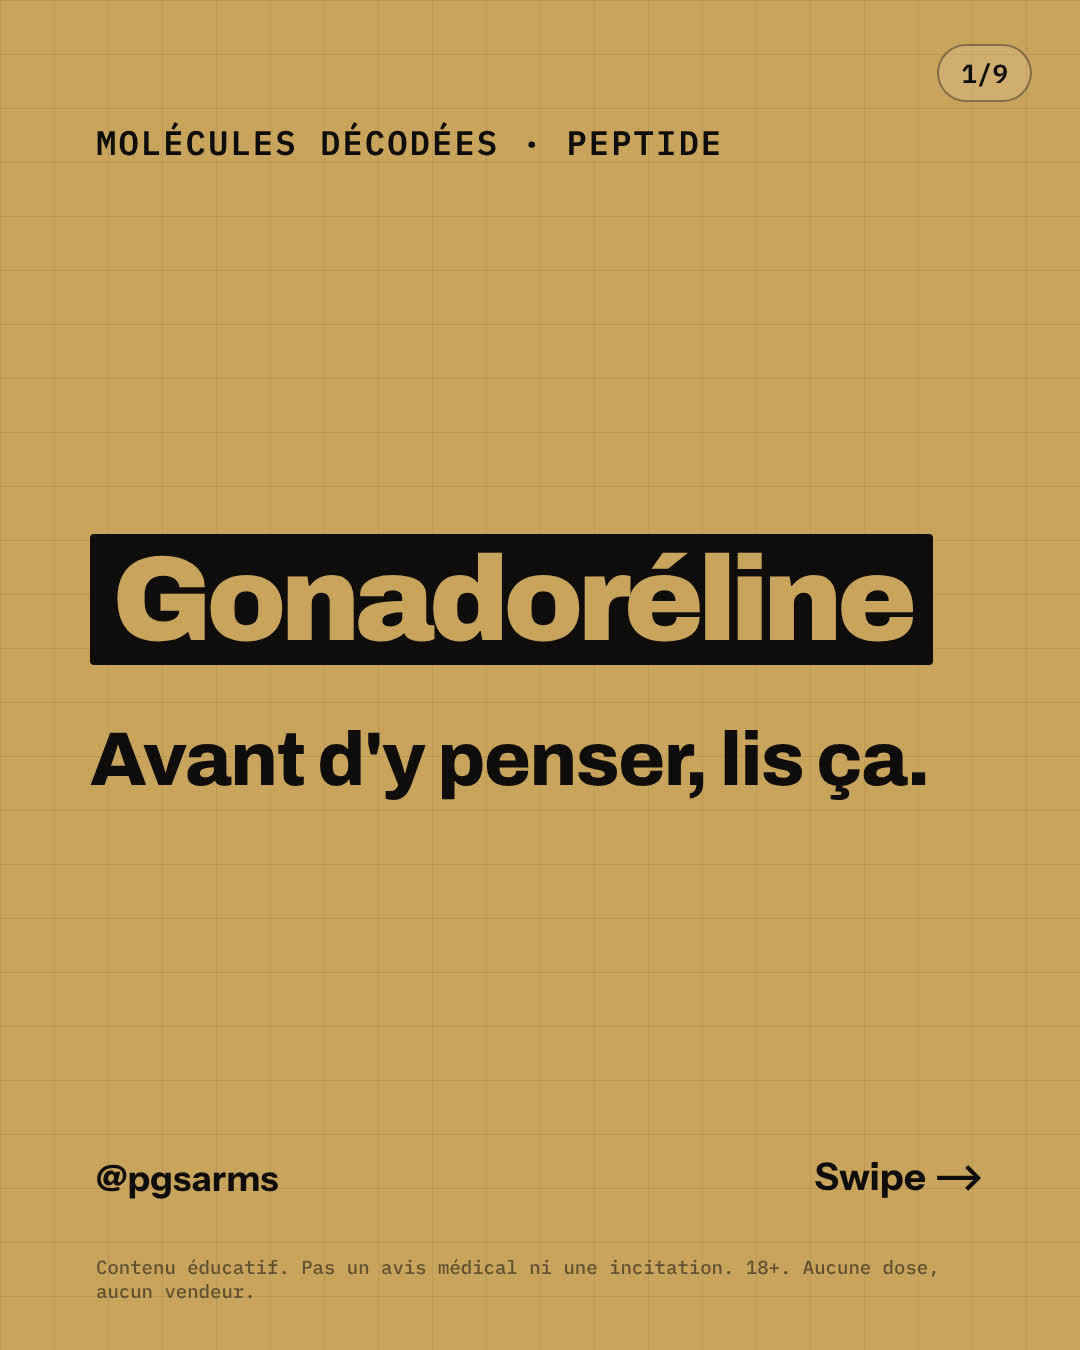 1/9
MOLÉCULES DÉCODÉES · PEPTIDE
Gonadoréline
Avant d'y penser, lis ça.
@pgsarms
Swipe →
Contenu éducatif. Pas un avis médical ni une incitation. 18+. Aucune dose,
aucun vendeur.